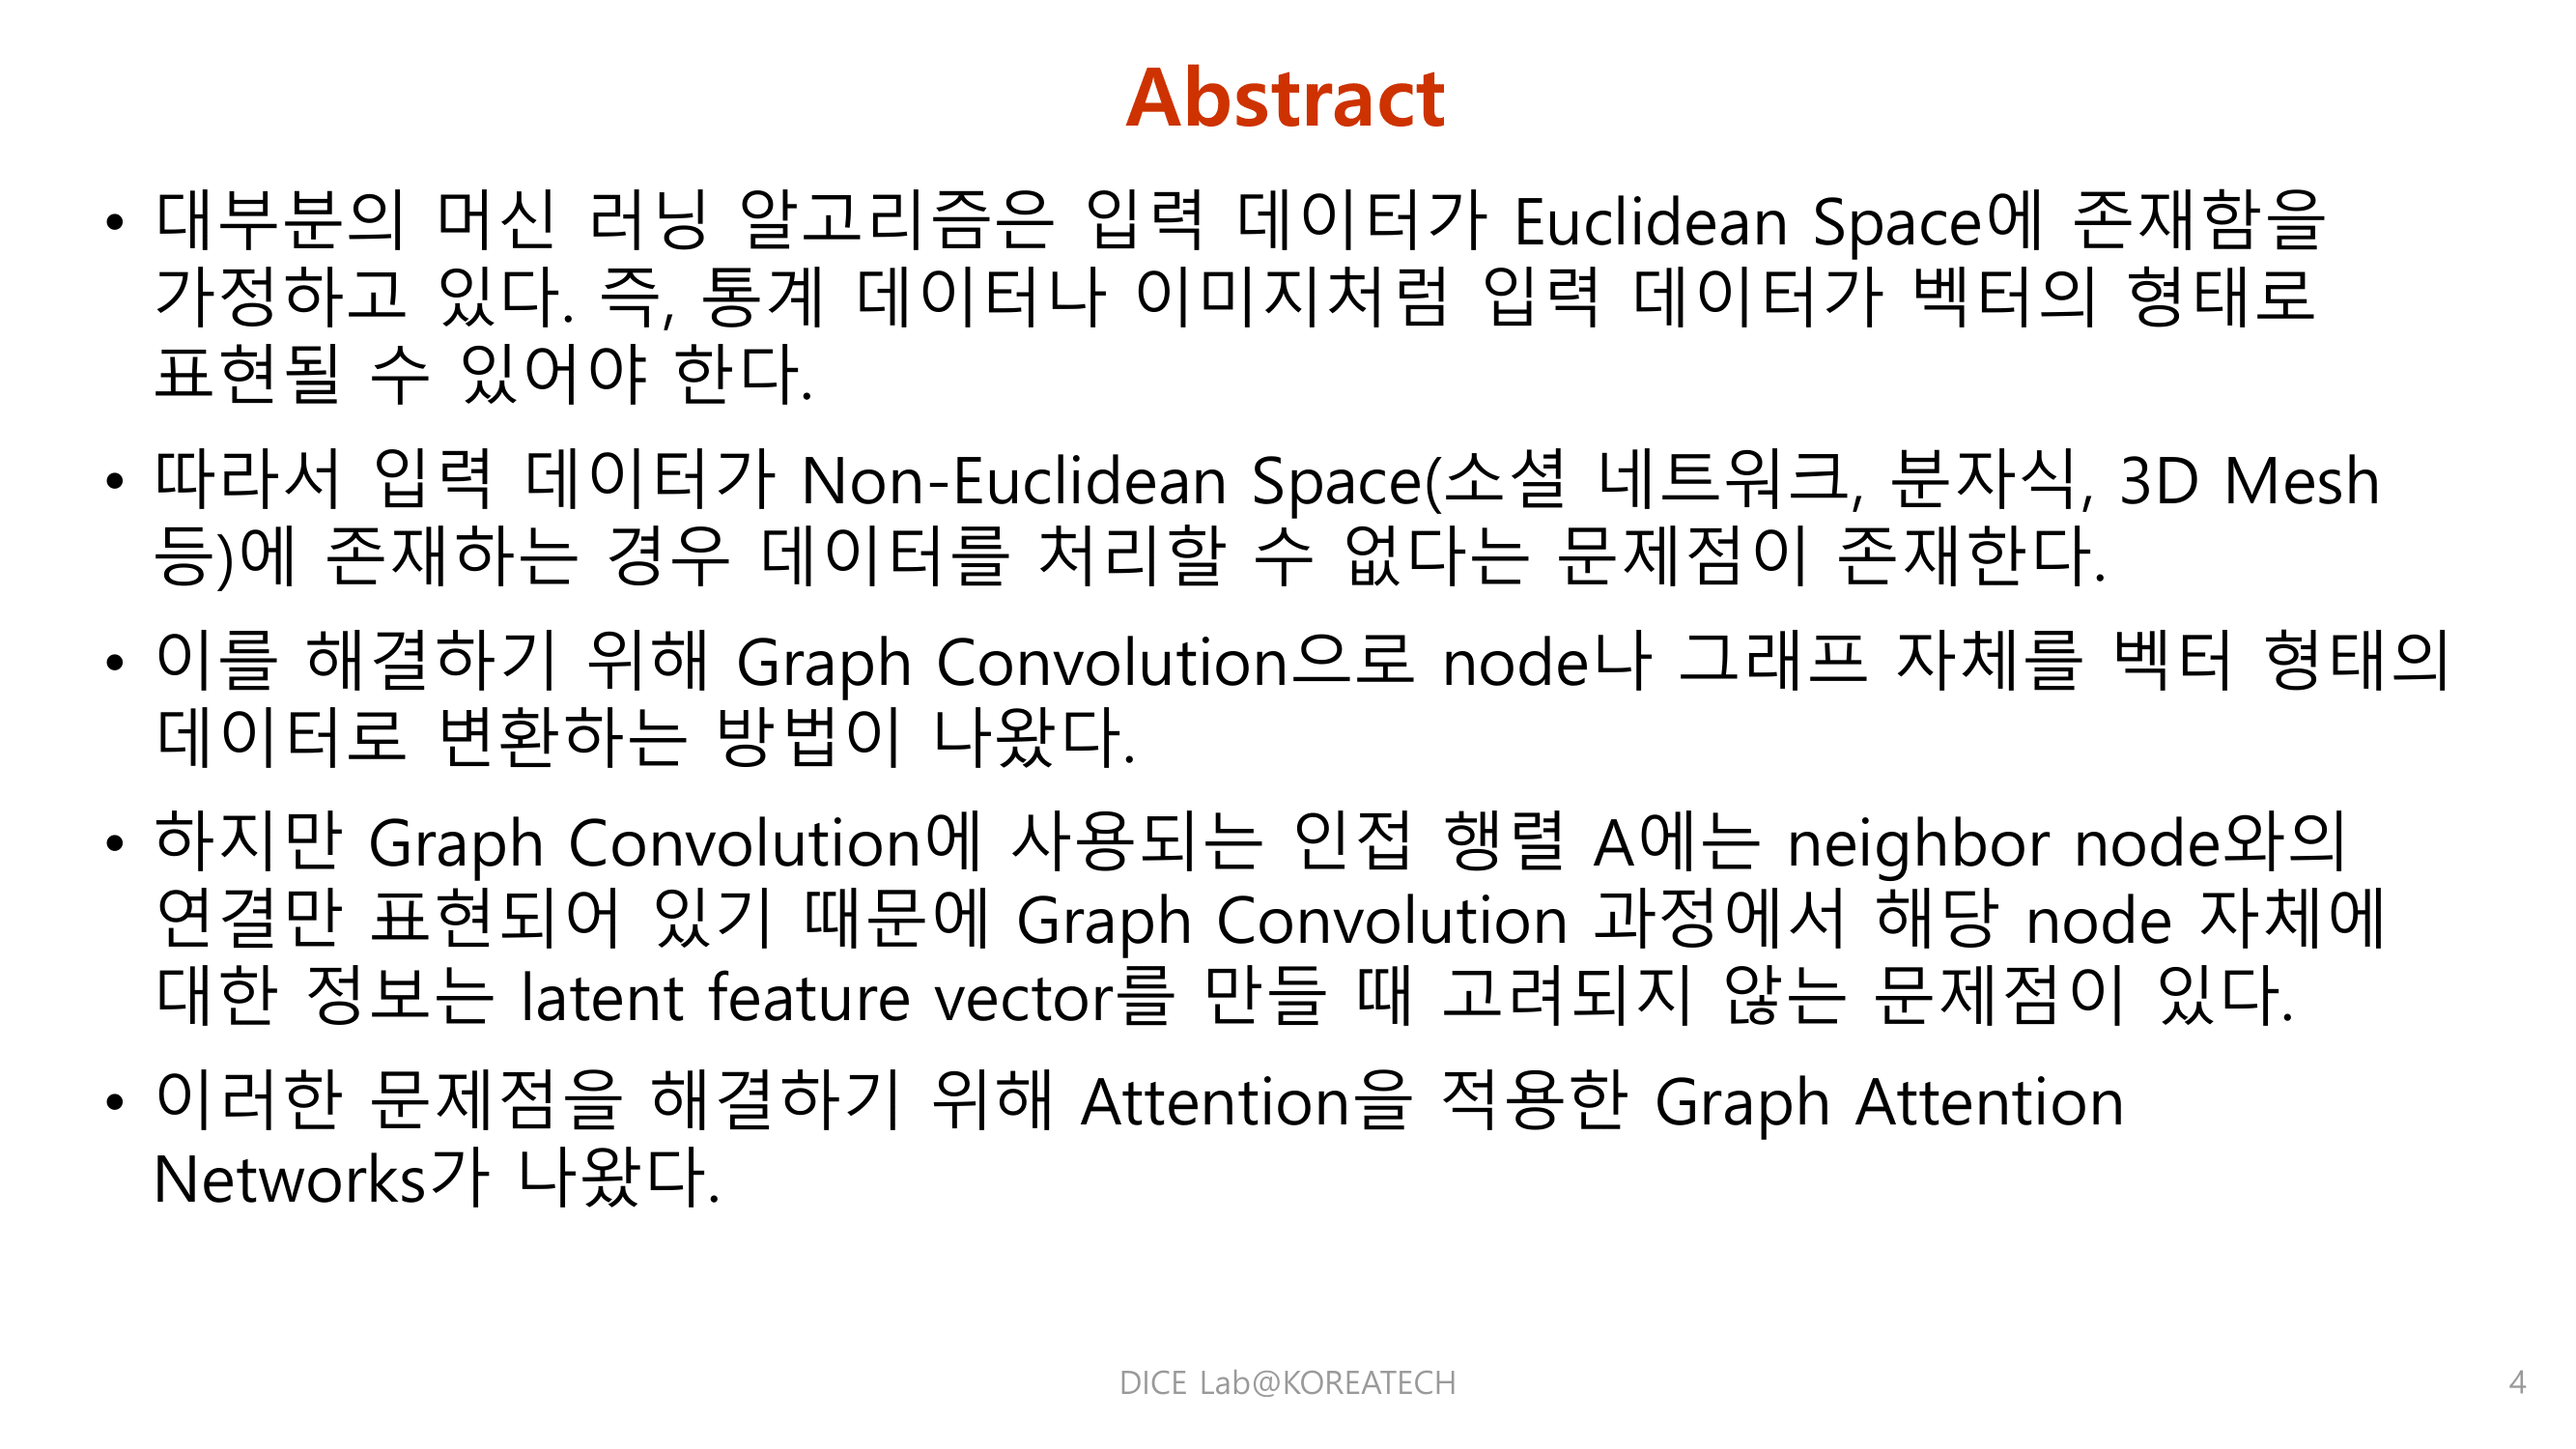 Abstract
• 대부분의 머신 러닝 알고리즘은 입력 데이터가 Euclidean Space에 존재함을
가정하고 있다. 즉, 통계 데이터나 이미지처럼 입력 데이터가 벡터의 형태로
표현될 수 있어야 한다.
• 따라서 입력 데이터가 Non-Euclidean Space(소셜 네트워크, 분자식, 3D Mesh
등)에 존재하는 경우 데이터를 처리할 수 없다는 문제점이 존재한다.
• 이를 해결하기 위해 Graph Convolution으로 node나 그래프 자체를 벡터 형태의
데이터로 변환하는 방법이 나왔다.
• 하지만 Graph Convolution에 사용되는 인접 행렬 A에는 neighbor node와의
연결만 표현되어 있기 때문에 Graph Convolution 과정에서 해당 node 자체에
대한 정보는 latent feature vector를 만들 때 고려되지 않는 문제점이 있다.
• 이러한 문제점을 해결하기 위해 Attention을 적용한 Graph Attention
Networks가 나왔다.
DICE Lab@KOREATECH
4